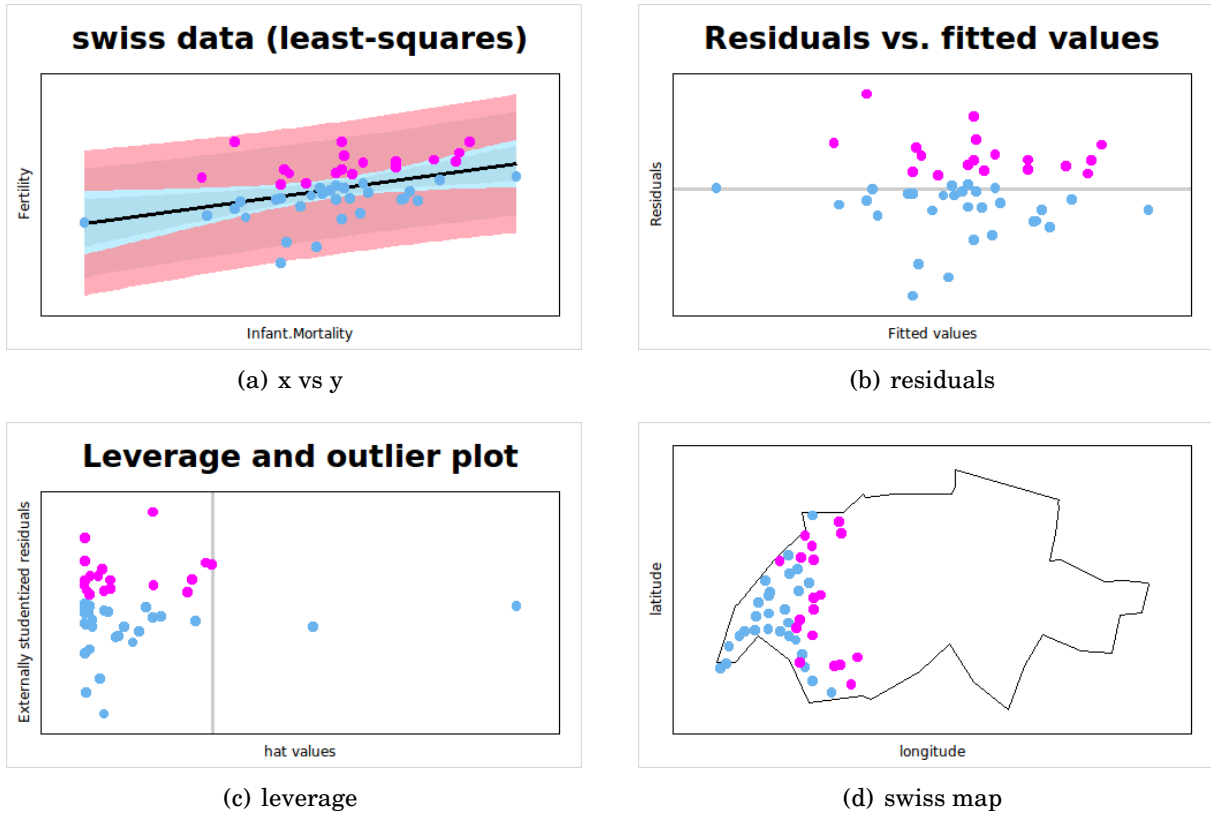 swiss data (least-squares)
Fertility
Infant.Mortality
(a) x vs y
Residuals vs. fitted values
Residuals
Fitted values
(b) residuals
Leverage and outlier plot
Externally studentized residuals
hat values
(c) leverage
latitude
longitude
(d) swiss map